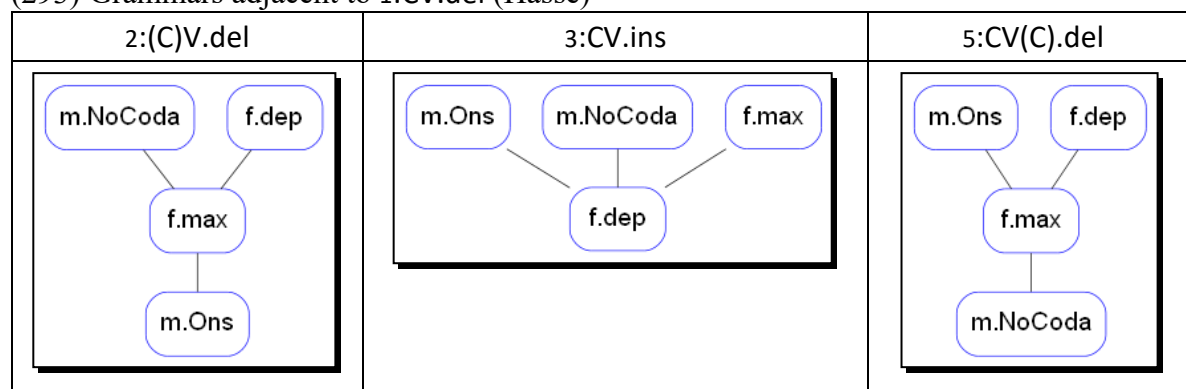 (295) Grammars adjacent to 1:CV.del (Hasse)
2:(C)V.del
3:CV.ins
5:CV(C).del
m.NoCoda f.dep
f.max
m.Ons
m.Ons m.NoCoda f.max
f.dep
m.Ons f.dep
f.max
m.NoCoda